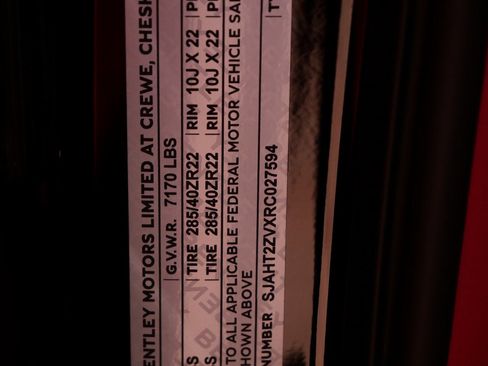 ENTLEY MOTORS LIMITED AT CREWE, CHESH
G.V.W.R. 7170 LBS
S TIRE 285/40ZR22 RIM 10J X 22 P
S TIRE 285/40ZR22 RIM 10J X 22 P
TO ALL APPLICABLE FEDERAL MOTOR VEHICLE SA
HOWN ABOVE
NUMBER SJAHT2ZVXRC027594 T